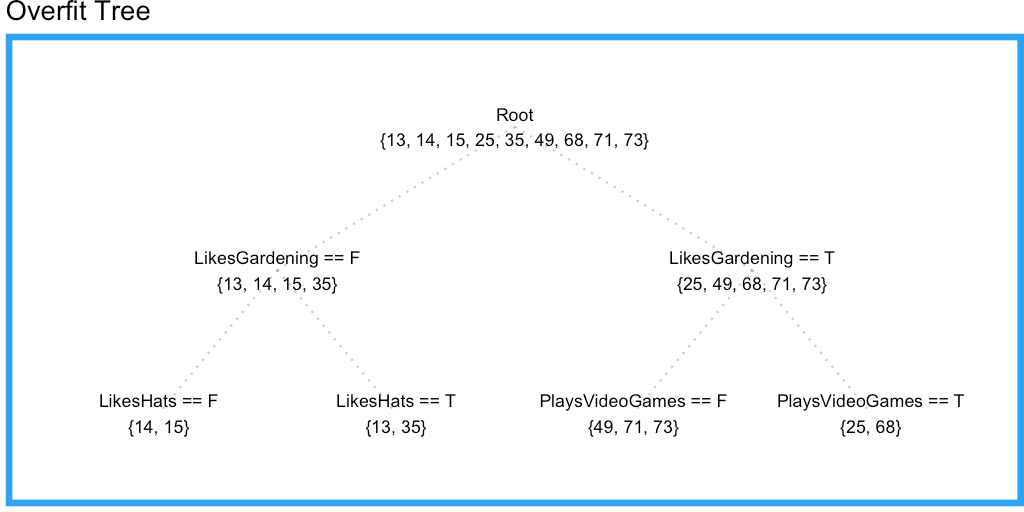 Overfit Tree
Root
{13, 14, 15, 25, 35, 49, 68, 71, 73}
LikesGardening == F
{13, 14, 15, 35}
LikesGardening == T
{25, 49, 68, 71, 73}
LikesHats == F
{14, 15}
LikesHats == T
{13, 35}
PlaysVideoGames == F
{49, 71, 73}
PlaysVideoGames == T
{25, 68}